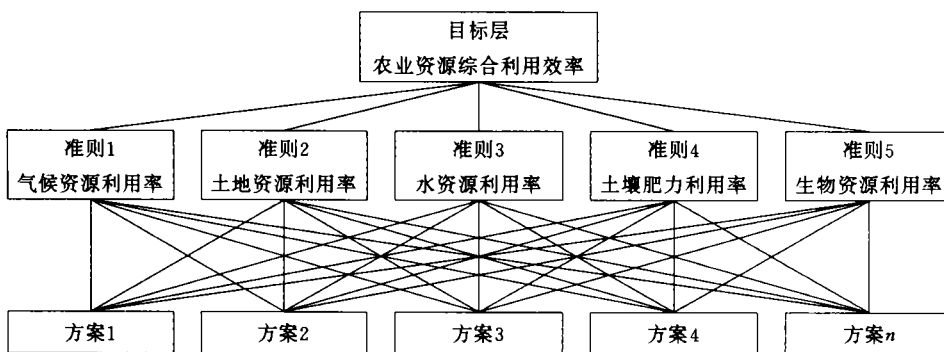 目标层
农业资源综合利用效率
准则1
气候资源利用率
准则2
土地资源利用率
准则3
水资源利用率
准则4
土壤肥力利用率
准则5
生物资源利用率
方案1
方案2
方案3
方案4
方案n